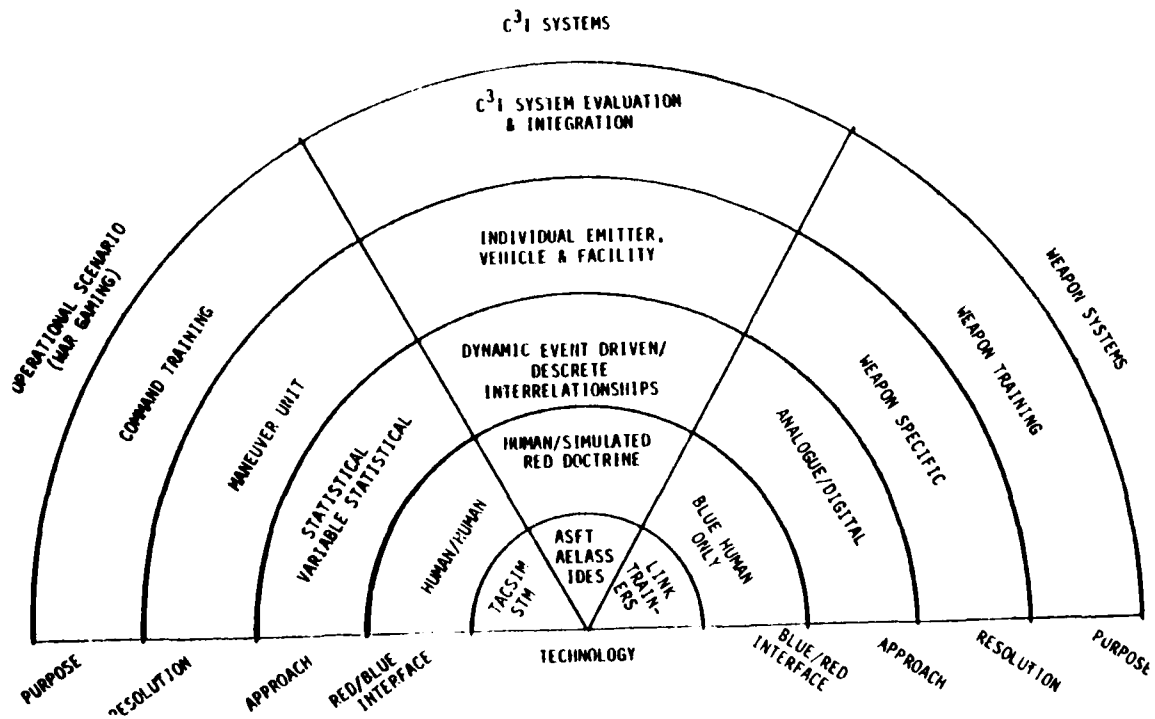 C³I SYSTEMS
C³I SYSTEM EVALUATION
& INTEGRATION
INDIVIDUAL EMITTER,
VEHICLE & FACILITY
DYNAMIC EVENT DRIVEN/
DESCRETE
INTERRELATIONSHIPS
HUMAN/SIMULATED
RED DOCTRINE
ASFT
AELASS
IDES
OPERATIONAL SCENARIO
(WAR GAMING)
COMMAND TRAINING
MANEUVER UNIT
STATISTICAL
VARIABLE STATISTICAL
HUMAN/HUMAN
TACSIM
STM
WEAPON SYSTEMS
WEAPON TRAINING
WEAPON SPECIFIC
ANALOGUE/DIGITAL
BLUE HUMAN
ONLY
LINK
TRAIN-
ERS
PURPOSE
RESOLUTION
APPROACH
RED/BLUE
INTERFACE
TECHNOLOGY
BLUE/RED
INTERFACE
APPROACH
RESOLUTION
PURPOSE